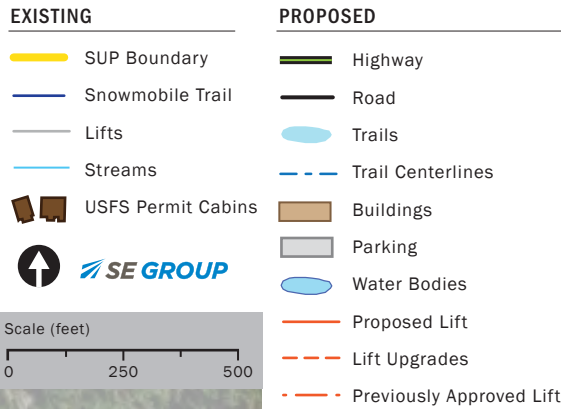 EXISTING
SUP Boundary
Snowmobile Trail
Lifts
Streams
USFS Permit Cabins
SE GROUP
Scale (feet)
0 250 500
PROPOSED
Highway
Road
Trails
Trail Centerlines
Buildings
Parking
Water Bodies
Proposed Lift
Lift Upgrades
Previously Approved Lift